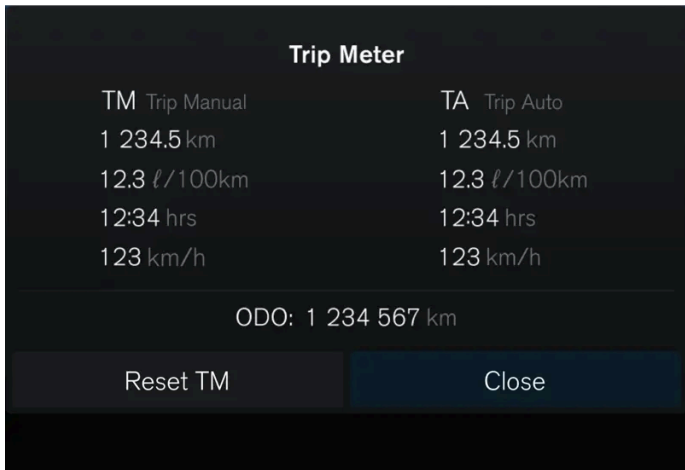 Trip Meter
TM Trip Manual
1 234.5 km
12.3 ℓ/100km
12:34 hrs
123 km/h
TA Trip Auto
1 234.5 km
12.3 ℓ/100km
12:34 hrs
123 km/h
ODO: 1 234 567 km
Reset TM
Close